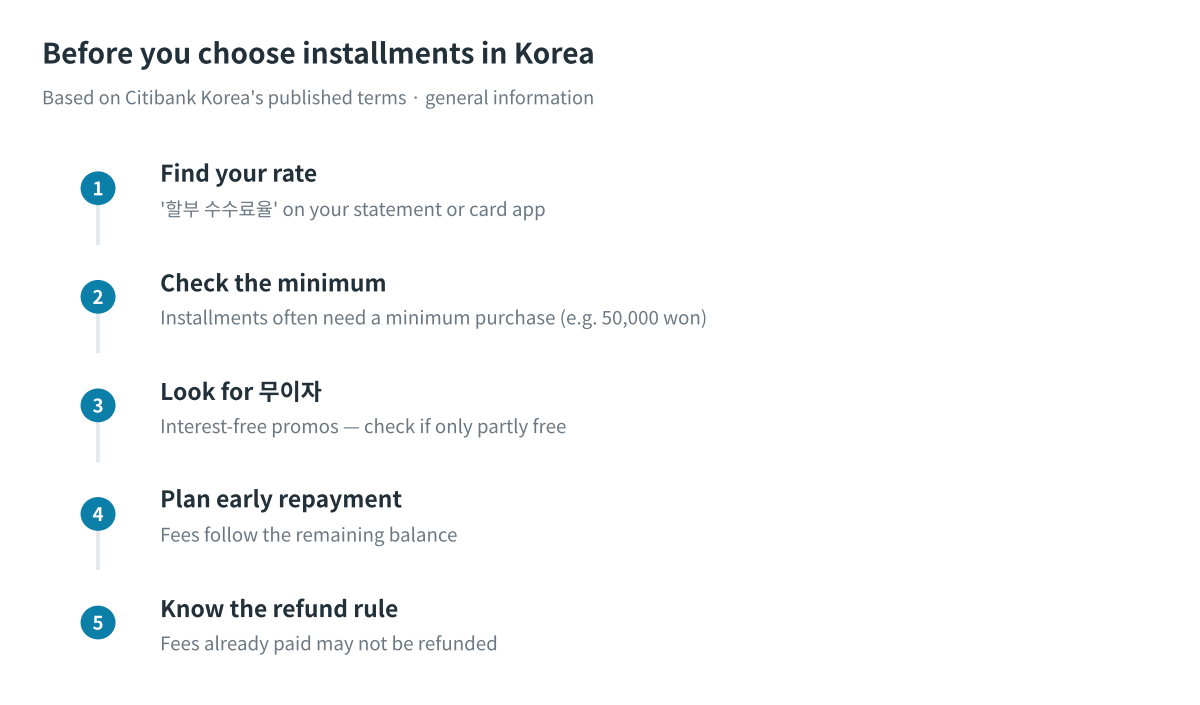 Before you choose installments in Korea
Based on Citibank Korea's published terms · general information
1
Find your rate
'할부 수수료율' on your statement or card app
2
Check the minimum
Installments often need a minimum purchase (e.g. 50,000 won)
3
Look for 무이자
Interest-free promos — check if only partly free
4
Plan early repayment
Fees follow the remaining balance
5
Know the refund rule
Fees already paid may not be refunded